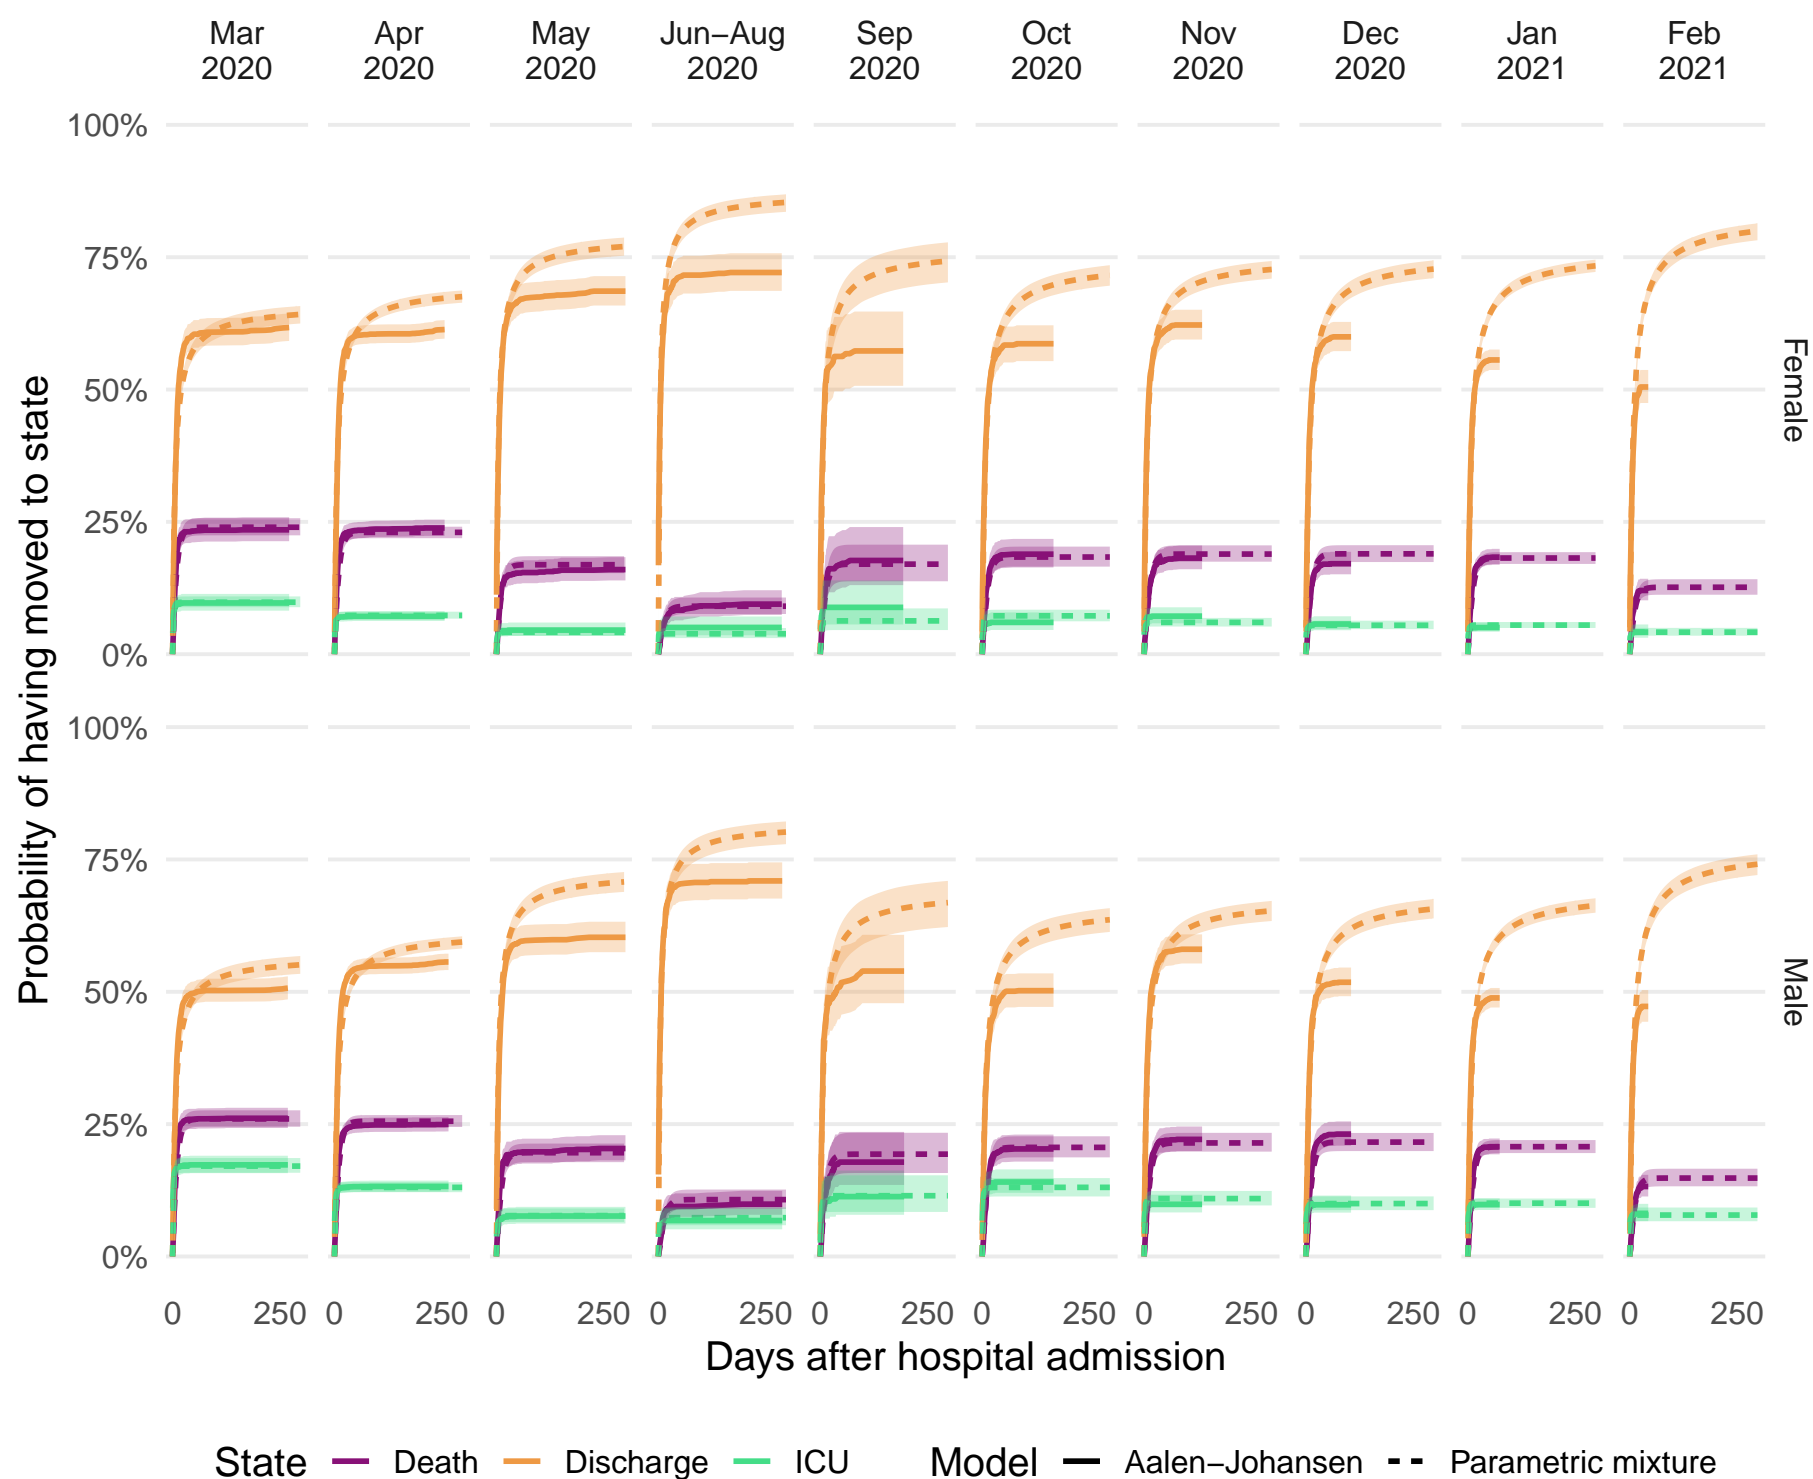 Mar Apr May Jun–Aug Sep Oct Nov Dec Jan Feb
2020 2020 2020 2020 2020 2020 2020 2020 2021 2021
100%
75%
50%
25%
0%
Female
Probability of having moved to state
100%
75%
50%
25%
0%
Male
0 250 0 250 0 250 0 250 0 250 0 250 0 250 0 250 0 250 0 250
Days after hospital admission
State Death Discharge ICU Model Aalen–Johansen Parametric mixture